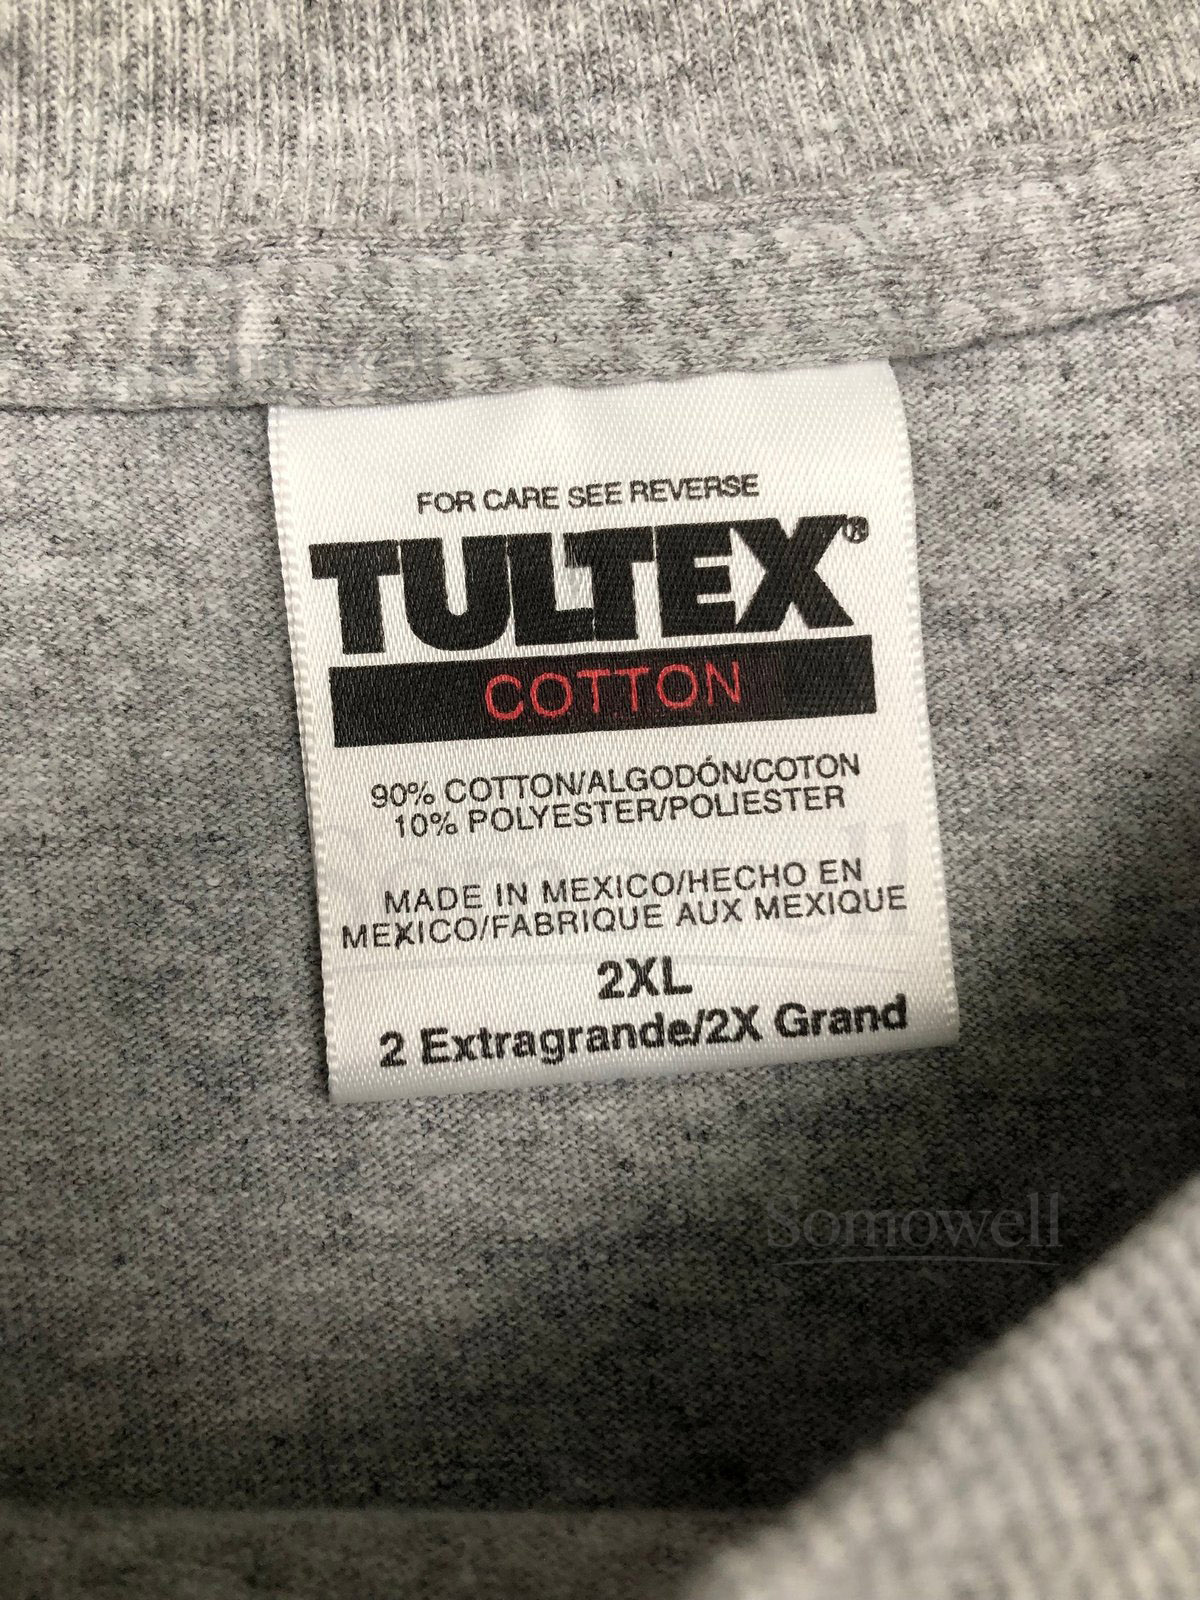 FOR CARE SEE REVERSE
TULTEX®
COTTON
90% COTTON/ALGODÓN/COTON
10% POLYESTER/POLIESTER
MADE IN MEXICO/HECHO EN
MEXICO/FABRIQUE AUX MEXIQUE
2XL
2 Extragrande/2X Grand
Somowell